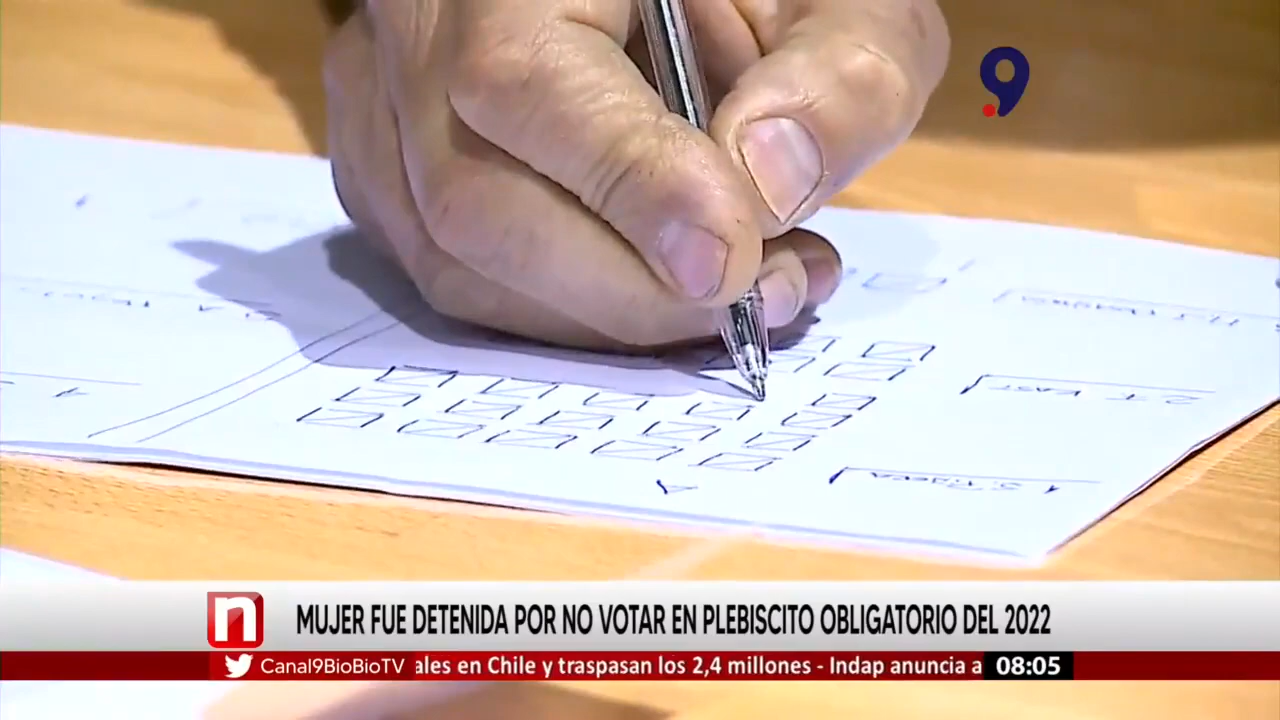 9
n
MUJER FUE DETENIDA POR NO VOTAR EN PLEBISCITO OBLIGATORIO DEL 2022
Canal9BioBioTV
ales en Chile y traspasan los 2,4 millones - Indap anuncia a
08:05